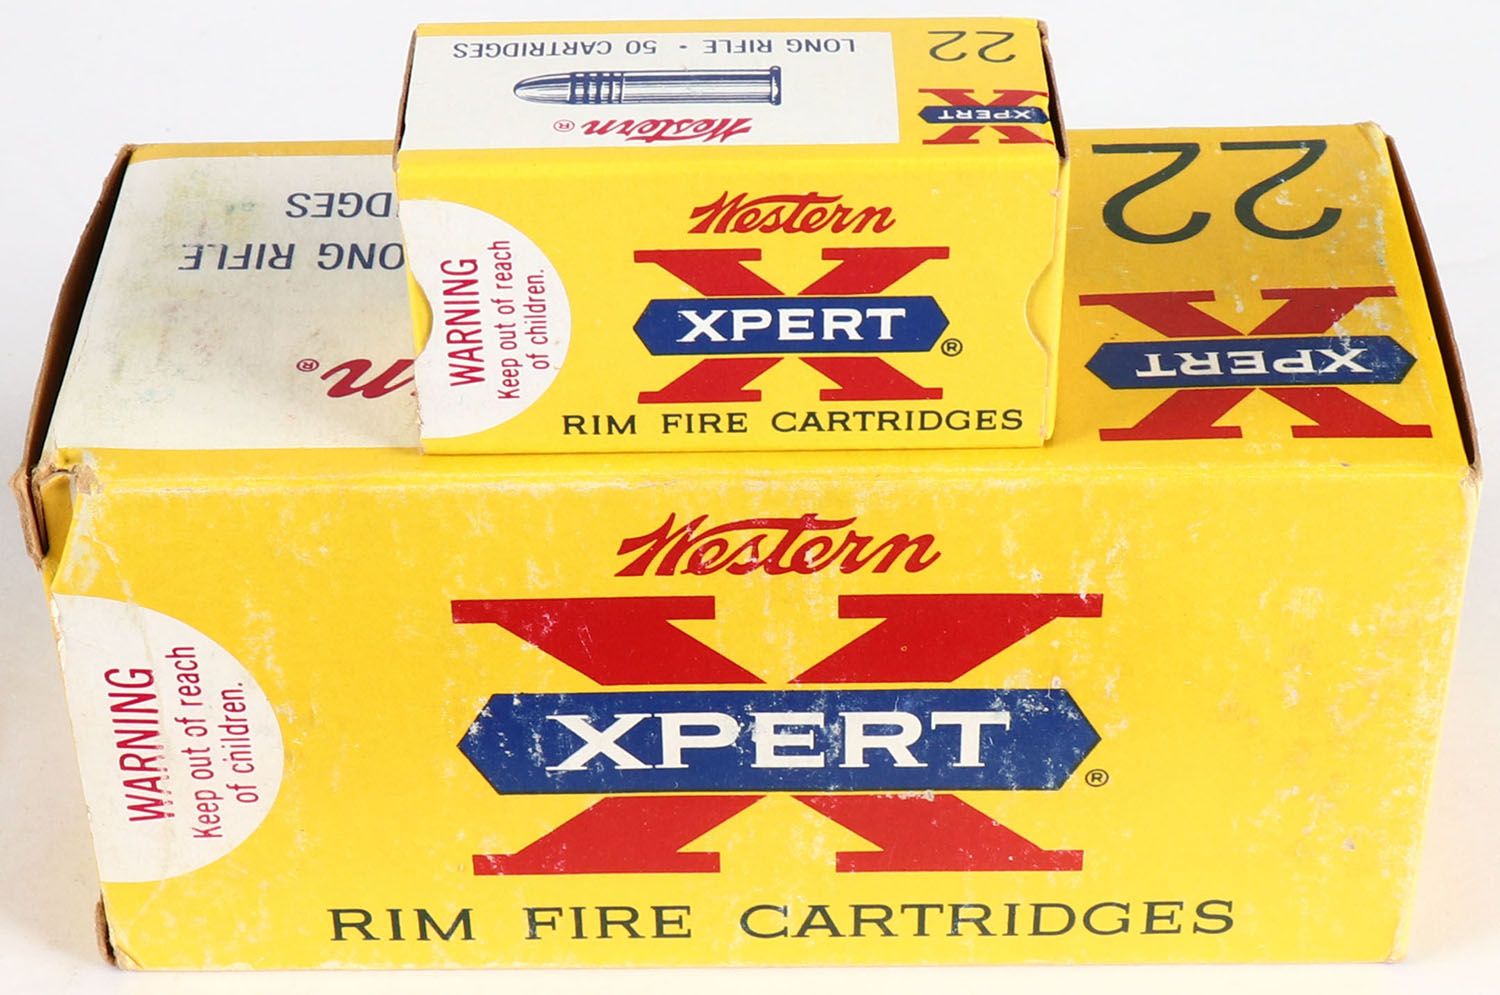 LONG RIFLE • 50 CARTRIDGES
22
Western ®
XPERT
Western
XPERT ®
RIM FIRE CARTRIDGES
WARNING
Keep out of reach
of children.
22
XPERT
RIFLE
®
Western
XPERT ®
RIM FIRE CARTRIDGES
WARNING
Keep out of reach
of children.